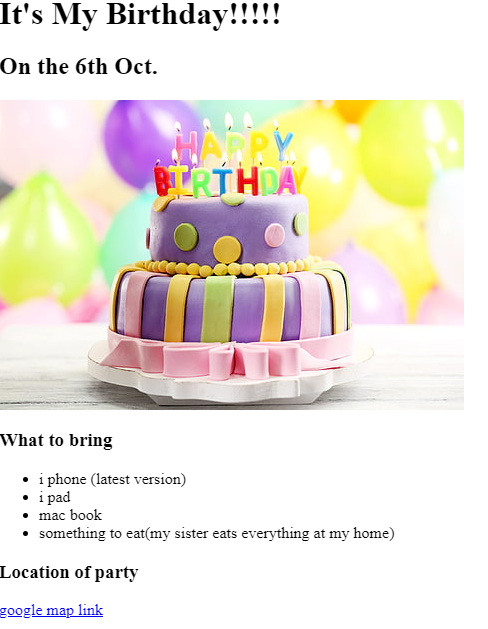 It's My Birthday!!!!!
On the 6th Oct.
HAPPY
BIRTHDAY
What to bring
i phone (latest version)
i pad
mac book
something to eat(my sister eats everything at my home)
Location of party
google map link